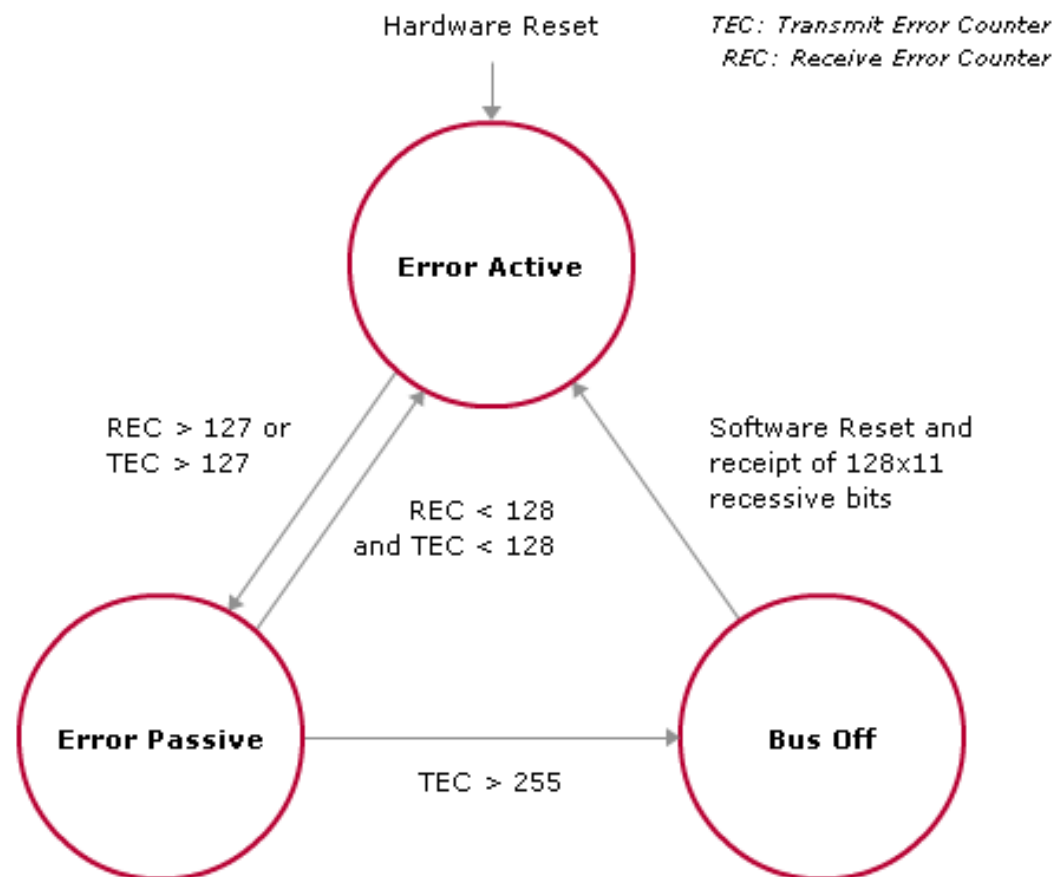 Hardware Reset
TEC: Transmit Error Counter
REC: Receive Error Counter
Error Active
REC > 127 or
TEC > 127
REC < 128
and TEC < 128
Software Reset and
receipt of 128x11
recessive bits
Error Passive
TEC > 255
Bus Off